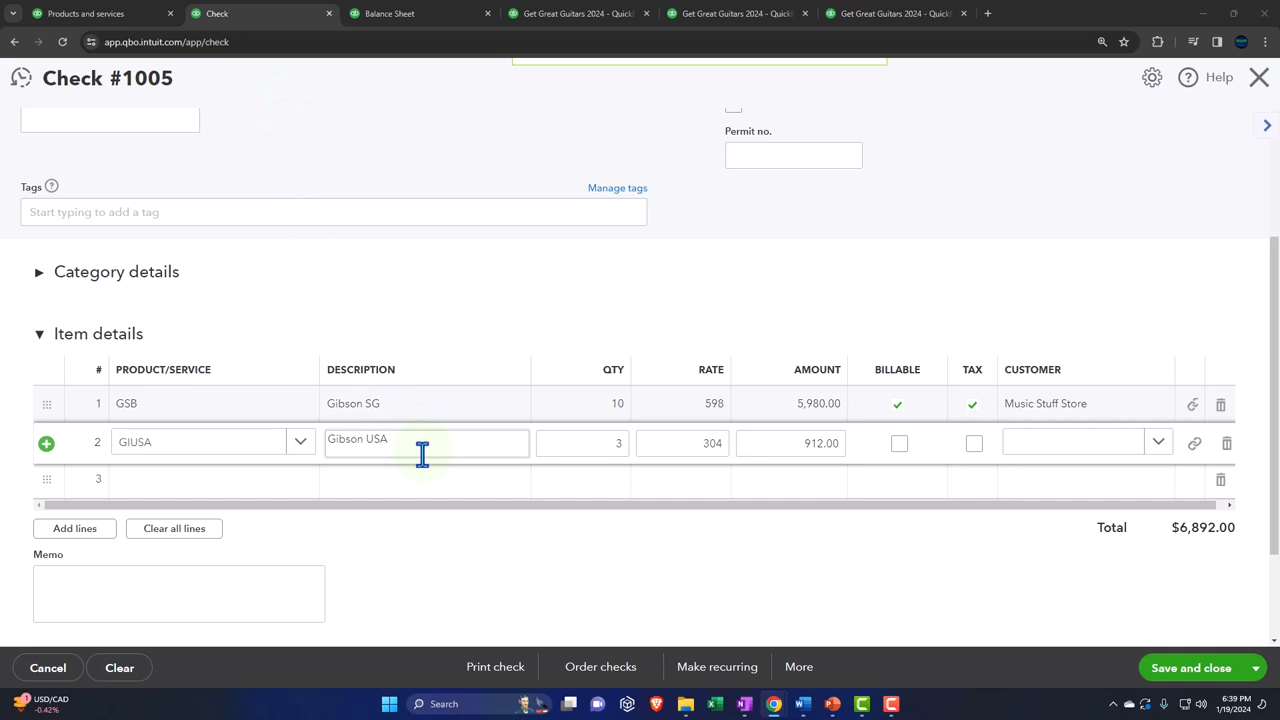 Products and services
Check
Balance Sheet
Get Great Guitars 2024 – Quick
Get Great Guitars 2024 – Quick
Get Great Guitars 2024 – Quick
app.qbo.intuit.com/app/check
Check #1005
Help
Permit no.
Tags
Manage tags
Start typing to add a tag
Category details
Item details
# PRODUCT/SERVICE DESCRIPTION QTY RATE AMOUNT BILLABLE TAX CUSTOMER
1 GSB Gibson SG 10 598 5,980.00 Music Stuff Store
2 GIUSA Gibson USA 3 304 912.00
3
Add lines
Clear all lines
Total $6,892.00
Memo
Cancel
Clear
Print check
Order checks
Make recurring
More
Save and close
USD/CAD
-0.42%
Search
6:39 PM
1/19/2024